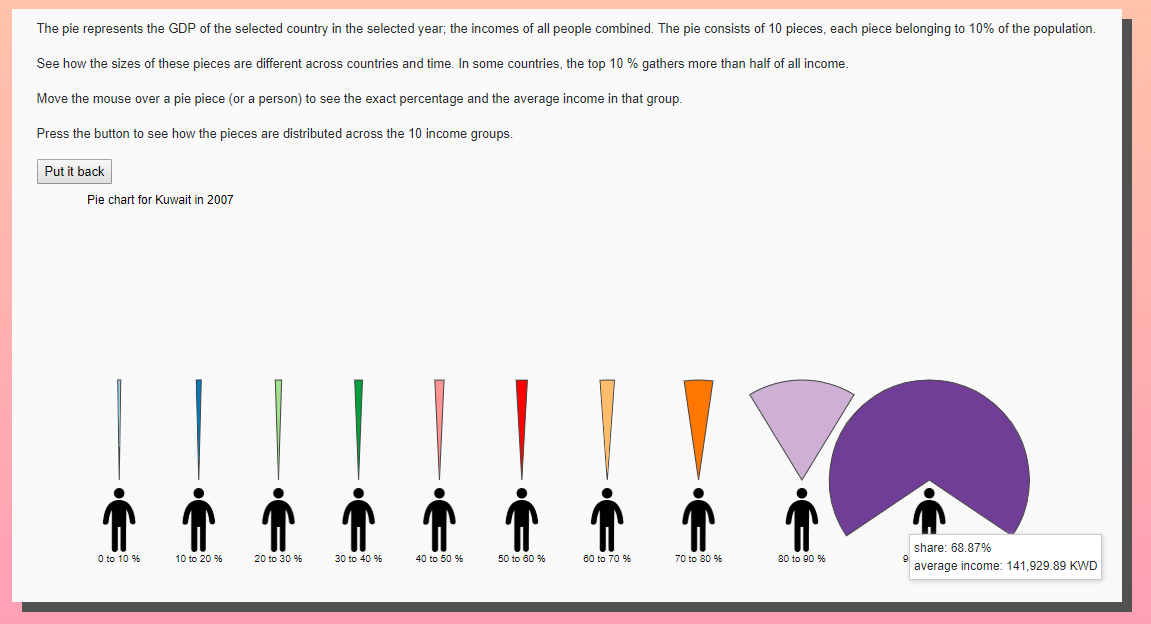 The pie represents the GDP of the selected country in the selected year; the incomes of all people combined. The pie consists of 10 pieces, each piece belonging to 10% of the population.
See how the sizes of these pieces are different across countries and time. In some countries, the top 10 % gathers more than half of all income.
Move the mouse over a pie piece (or a person) to see the exact percentage and the average income in that group.
Press the button to see how the pieces are distributed across the 10 income groups.
Put it back
Pie chart for Kuwait in 2007
0 to 10 % 10 to 20 % 20 to 30 % 30 to 40 % 40 to 50 % 50 to 60 % 60 to 70 % 70 to 80 % 80 to 90 %
share: 68.87%
average income: 141,929.89 KWD